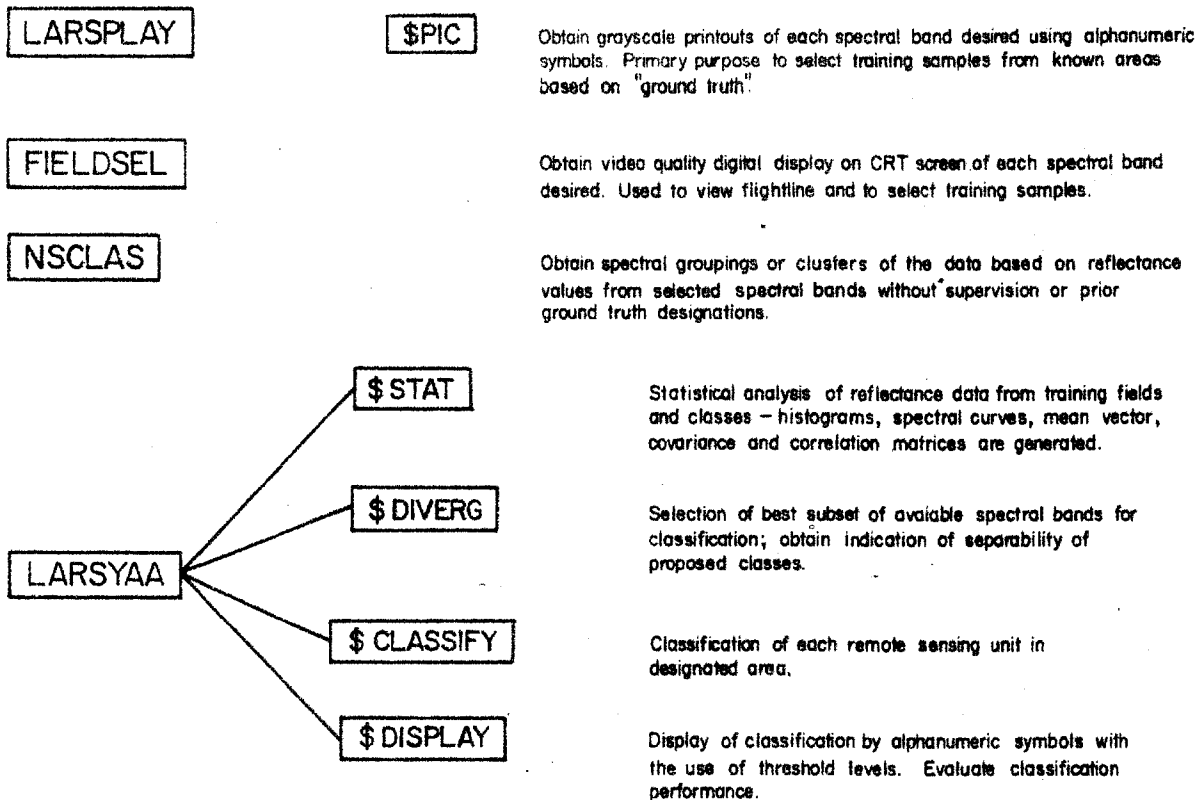 LARSPLAY
$PIC
Obtain grayscale printouts of each spectral band desired using alphanumeric
symbols. Primary purpose to select training samples from known areas
based on "ground truth".
FIELDSEL
Obtain video quality digital display on CRT screen of each spectral band
desired. Used to view flightline and to select training samples.
NSCLAS
Obtain spectral groupings or clusters of the data based on reflectance
values from selected spectral bands without supervision or prior
ground truth designations.
LARSYAA
$ STAT
Statistical analysis of reflectance data from training fields
and classes – histograms, spectral curves, mean vector,
covariance and correlation matrices are generated.
$ DIVERG
Selection of best subset of avaiable spectral bands for
classification; obtain indication of separability of
proposed classes.
$ CLASSIFY
Classification of each remote sensing unit in
designated area.
$ DISPLAY
Display of classification by alphanumeric symbols with
the use of threshold levels. Evaluate classification
performance.